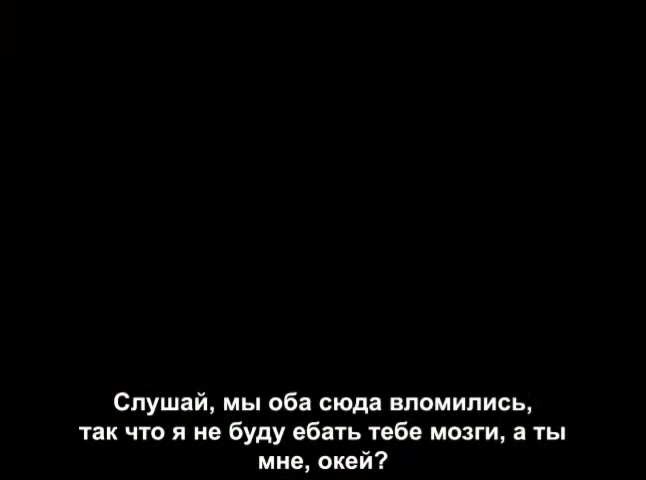 Слушай, мы оба сюда вломились,
так что я не буду ебать тебе мозги, а ты
мне, окей?